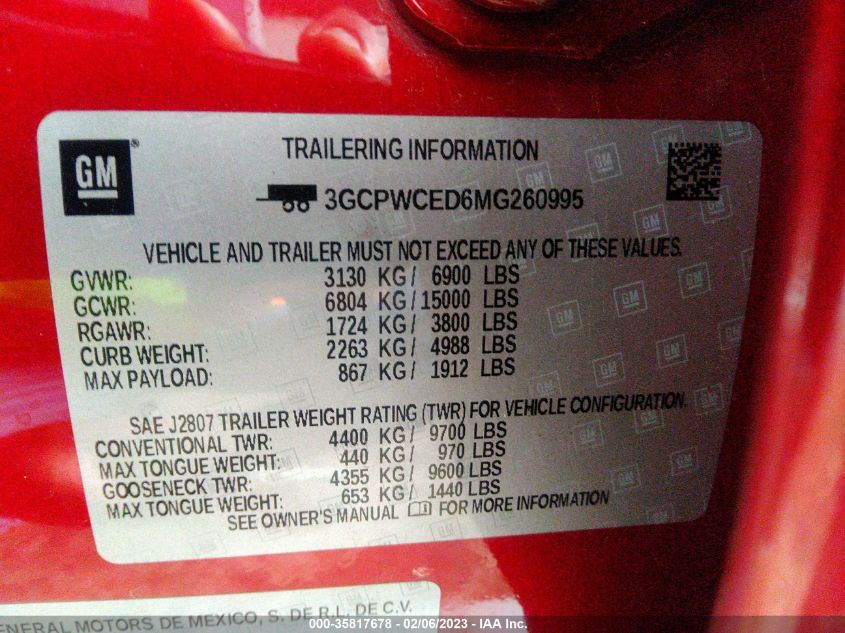 GM®
TRAILERING INFORMATION
3GCPWCED6MG260995
VEHICLE AND TRAILER MUST NOT EXCEED ANY OF THESE VALUES.
GVWR: 3130 KG/ 6900 LBS
GCWR: 6804 KG/ 15000 LBS
RGAWR: 1724 KG/ 3800 LBS
CURB WEIGHT: 2263 KG/ 4988 LBS
MAX PAYLOAD: 867 KG/ 1912 LBS
SAE J2807 TRAILER WEIGHT RATING (TWR) FOR VEHICLE CONFIGURATION.
CONVENTIONAL TWR: 4400 KG/ 9700 LBS
MAX TONGUE WEIGHT: 440 KG/ 970 LBS
GOOSENECK TWR: 4355 KG/ 9600 LBS
MAX TONGUE WEIGHT: 653 KG/ 1440 LBS
SEE OWNER'S MANUAL FOR MORE INFORMATION
ENERAL MOTORS DE MEXICO, S. DE R.L. DE C.V.
000-35817678 - 02/06/2023 - IAA Inc.